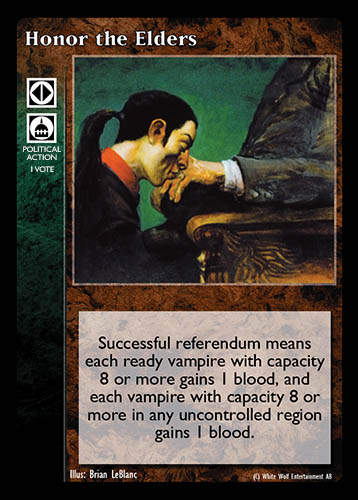 Honor the Elders
POLITICAL
ACTION
1 VOTE
Successful referendum means
each ready vampire with capacity
8 or more gains 1 blood, and
each vampire with capacity 8 or
more in any uncontrolled region
gains 1 blood.
Illus: Brian LeBlanc
(C) White Wolf Entertainment AB